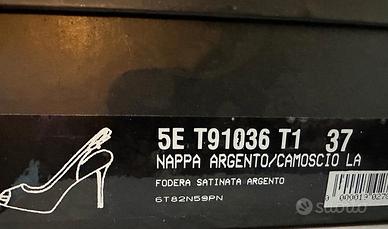 5E T91036 T1 37
NAPPA ARGENTO/CAMOSCIO LA
FODERA SATINATA ARGENTO
6T82N59PN
subito